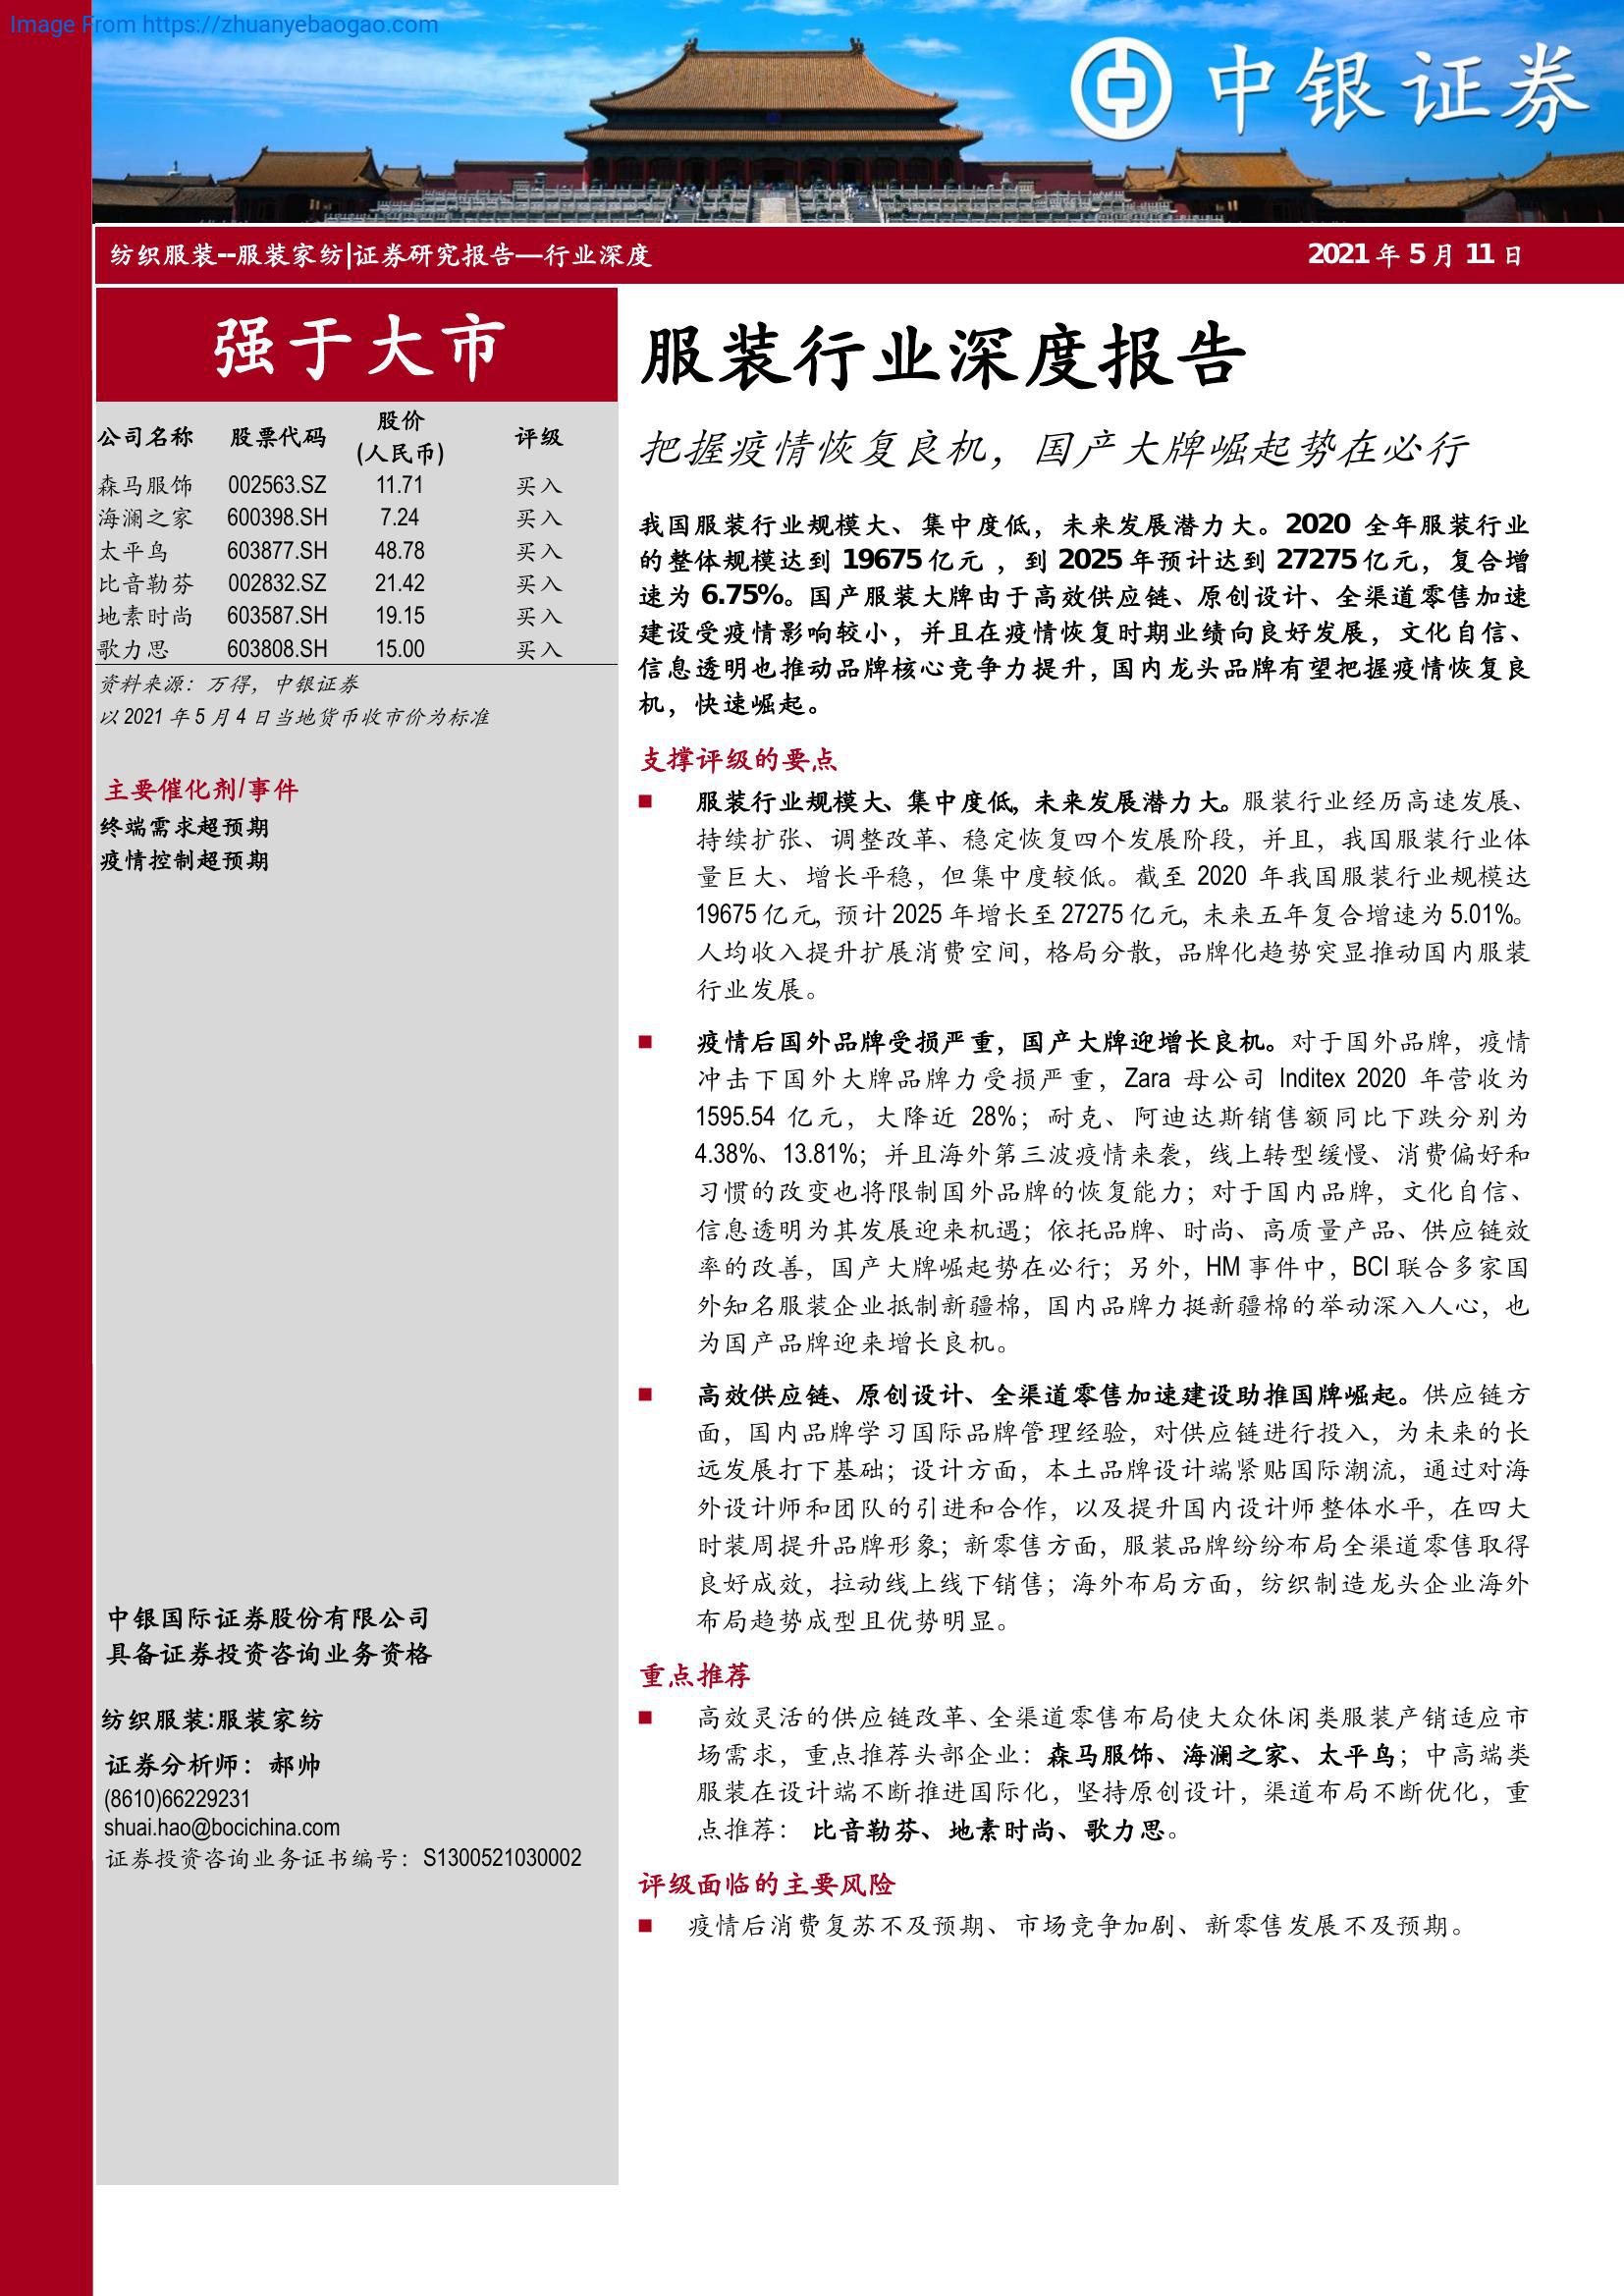 Image From https://zhuanyebaogao.com
中银证券
纺织服装--服装家纺|证券研究报告—行业深度
2021 年 5 月 11 日
强于大市
公司名称 股票代码 股价 (人民币) 评级
森马服饰 002563.SZ 11.71 买入
海澜之家 600398.SH 7.24 买入
太平鸟 603877.SH 48.78 买入
比音勒芬 002832.SZ 21.42 买入
地素时尚 603587.SH 19.15 买入
歌力思 603808.SH 15.00 买入
资料来源：万得，中银证券
以 2021 年 5 月 4 日当地货币收市价为标准
主要催化剂/事件
终端需求超预期
疫情控制超预期
中银国际证券股份有限公司
具备证券投资咨询业务资格
纺织服装:服装家纺
证券分析师：郝帅
(8610)66229231
shuai.hao@bocichina.com
证券投资咨询业务证书编号：S1300521030002
服装行业深度报告
把握疫情恢复良机，国产大牌崛起势在必行
我国服装行业规模大、集中度低，未来发展潜力大。2020 全年服装行业
的整体规模达到 19675 亿元 ，到 2025 年预计达到 27275 亿元，复合增
速为 6.75%。国产服装大牌由于高效供应链、原创设计、全渠道零售加速
建设受疫情影响较小，并且在疫情恢复时期业绩向良好发展，文化自信、
信息透明也推动品牌核心竞争力提升，国内龙头品牌有望把握疫情恢复良
机，快速崛起。
支撑评级的要点
■ 服装行业规模大、集中度低，未来发展潜力大。服装行业经历高速发展、
持续扩张、调整改革、稳定恢复四个发展阶段，并且，我国服装行业体
量巨大、增长平稳，但集中度较低。截至 2020 年我国服装行业规模达
19675 亿元，预计 2025 年增长至 27275 亿元，未来五年复合增速为 5.01%。
人均收入提升扩展消费空间，格局分散，品牌化趋势突显推动国内服装
行业发展。
■ 疫情后国外品牌受损严重，国产大牌迎增长良机。对于国外品牌，疫情
冲击下国外大牌品牌力受损严重，Zara 母公司 Inditex 2020 年营收为
1595.54 亿元，大降近 28%；耐克、阿迪达斯销售额同比下跌分别为
4.38%、13.81%；并且海外第三波疫情来袭，线上转型缓慢、消费偏好和
习惯的改变也将限制国外品牌的恢复能力；对于国内品牌，文化自信、
信息透明为其发展迎来机遇；依托品牌、时尚、高质量产品、供应链效
率的改善，国产大牌崛起势在必行；另外，HM 事件中，BCI 联合多家国
外知名服装企业抵制新疆棉，国内品牌力挺新疆棉的举动深入人心，也
为国产品牌迎来增长良机。
■ 高效供应链、原创设计、全渠道零售加速建设助推国牌崛起。供应链方
面，国内品牌学习国际品牌管理经验，对供应链进行投入，为未来的长
远发展打下基础；设计方面，本土品牌设计端紧贴国际潮流，通过对海
外设计师和团队的引进和合作，以及提升国内设计师整体水平，在四大
时装周提升品牌形象；新零售方面，服装品牌纷纷布局全渠道零售取得
良好成效，拉动线上线下销售；海外布局方面，纺织制造龙头企业海外
布局趋势成型且优势明显。
重点推荐
■ 高效灵活的供应链改革、全渠道零售布局使大众休闲类服装产销适应市
场需求，重点推荐头部企业：森马服饰、海澜之家、太平鸟；中高端类
服装在设计端不断推进国际化，坚持原创设计，渠道布局不断优化，重
点推荐： 比音勒芬、地素时尚、歌力思。
评级面临的主要风险
■ 疫情后消费复苏不及预期、市场竞争加剧、新零售发展不及预期。